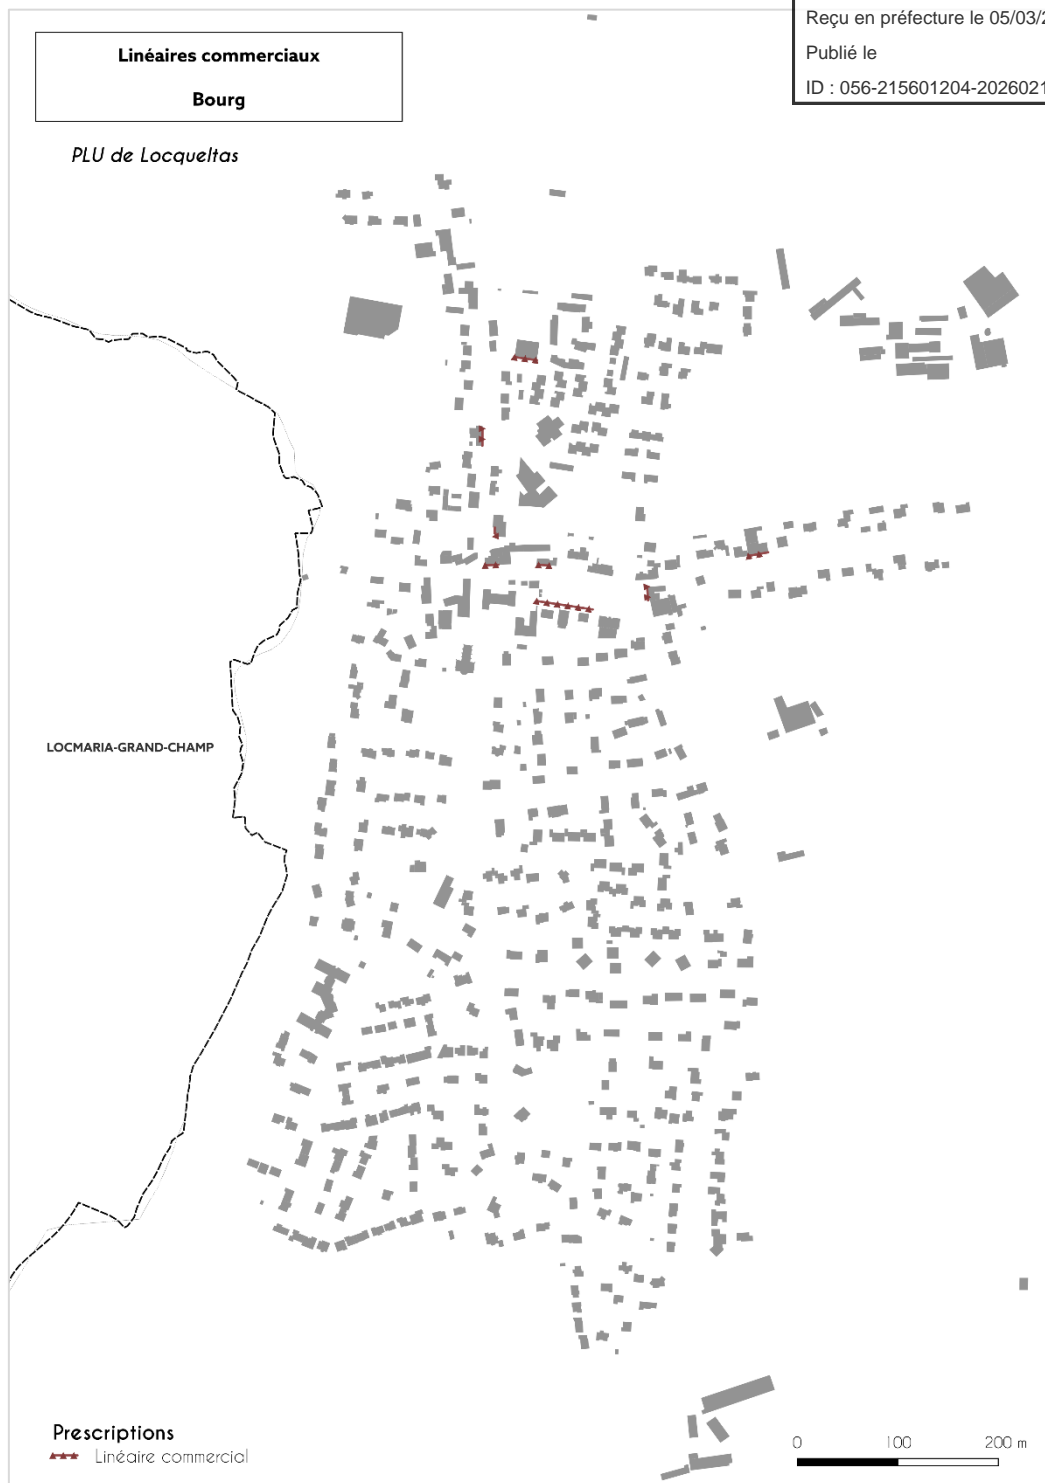 Reçu en préfecture le 05/03/2
Publié le
ID : 056-215601204-2026021
Linéaires commerciaux
Bourg
PLU de Locqueltas
LOCMARIA-GRAND-CHAMP
Prescriptions
Linéaire commercial
0 100 200 m